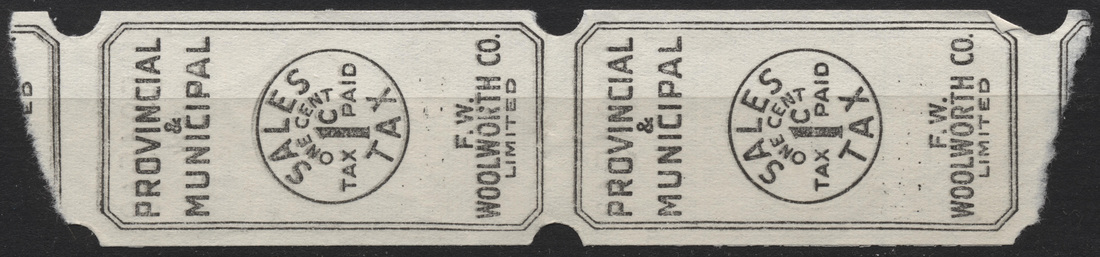 ED
PROVINCIAL
&
MUNICIPAL
SALES
ONE CENT
1C
TAX PAID
TAX
F.W.
WOOLWORTH CO.
LIMITED
PROVINCIAL
&
MUNICIPAL
SALES
ONE CENT
1C
TAX PAID
TAX
F.W.
WOOLWORTH CO.
LIMITED